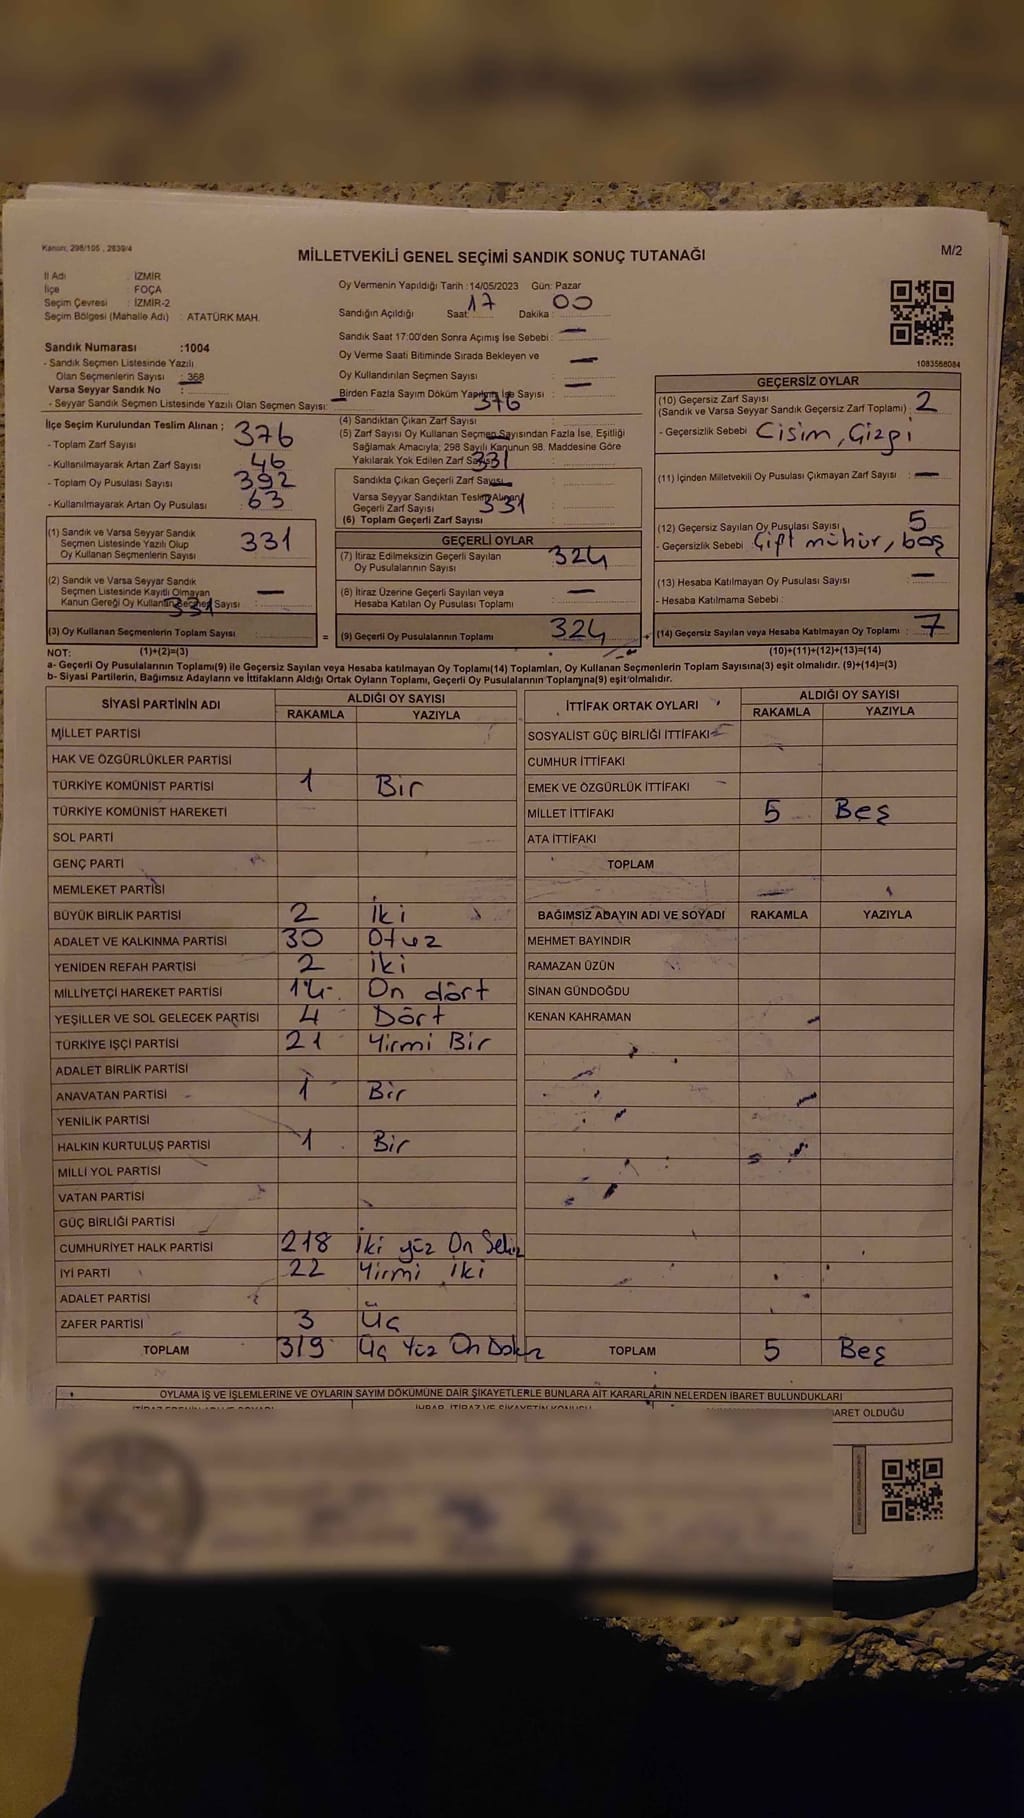 Kanun: 298/105 , 2839/4
MİLLETVEKİLİ GENEL SEÇİMİ SANDIK SONUÇ TUTANAĞI
M/2
İl Adı : İZMİR
İlçe : FOÇA
Seçim Çevresi : İZMİR-2
Seçim Bölgesi (Mahalle Adı) : ATATÜRK MAH.
Sandık Numarası :1004
- Sandık Seçmen Listesinde Yazılı
Olan Seçmenlerin Sayısı : 368
Varsa Seyyar Sandık No :
- Seyyar Sandık Seçmen Listesinde Yazılı Olan Seçmen Sayısı: —
Oy Vermenin Yapıldığı Tarih : 14/05/2023 Gün: Pazar
Sandığın Açıldığı Saat: 17 Dakika : 00
Sandık Saat 17:00'den Sonra Açımış İse Sebebi : —
Oy Verme Saati Bitiminde Sırada Bekleyen ve
Oy Kullandırılan Seçmen Sayısı : —
Birden Fazla Sayım Döküm Yapılmış İse Sayısı : —
1083568084
İlçe Seçim Kurulundan Teslim Alınan ;
- Toplam Zarf Sayısı : 376
- Kullanılmayarak Artan Zarf Sayısı : 46
- Toplam Oy Pusulası Sayısı : 392
- Kullanılmayarak Artan Oy Pusulası : 63
(1) Sandık ve Varsa Seyyar Sandık
Seçmen Listesinde Yazılı Olup
Oy Kullanan Seçmenlerin Sayısı : 331
(2) Sandık ve Varsa Seyyar Sandık
Seçmen Listesinde Kayıtlı Olmayan
Kanun Gereği Oy Kullanan Seçmen Sayısı : —
331
(3) Oy Kullanan Seçmenlerin Toplam Sayısı :
376
(4) Sandıktan Çıkan Zarf Sayısı :
(5) Zarf Sayısı Oy Kullanan Seçmen Sayısından Fazla İse, Eşitliği
Sağlamak Amacıyla, 298 Sayılı Kanunun 98. Maddesine Göre
Yakılarak Yok Edilen Zarf Sayısı : —
331
Sandıkta Çıkan Geçerli Zarf Sayısı :
Varsa Seyyar Sandıktan Teslim Alınan
Geçerli Zarf Sayısı : —
331
(6) Toplam Geçerli Zarf Sayısı :
GEÇERLİ OYLAR
(7) İtiraz Edilmeksizin Geçerli Sayılan
Oy Pusulalarının Sayısı : 324
(8) İtiraz Üzerine Geçerli Sayılan veya
Hesaba Katılan Oy Pusulası Toplamı : —
= (9) Geçerli Oy Pusulalarının Toplamı : 324
GEÇERSİZ OYLAR
(10) Geçersiz Zarf Sayısı
(Sandık ve Varsa Seyyar Sandık Geçersiz Zarf Toplamı) : 2
- Geçersizlik Sebebi : Cisim, Çizgi
(11) İçinden Milletvekili Oy Pusulası Çıkmayan Zarf Sayısı : —
(12) Geçersiz Sayılan Oy Pusulası Sayısı : 5
- Geçersizlik Sebebi : Çift mühür, boş
(13) Hesaba Katılmayan Oy Pusulası Sayısı : —
- Hesaba Katılmama Sebebi :
+ (14) Geçersiz Sayılan veya Hesaba Katılmayan Oy Toplamı : 7
NOT: (1)+(2)=(3) (10)+(11)+(12)+(13)=(14)
a- Geçerli Oy Pusulalarının Toplamı(9) ile Geçersiz Sayılan veya Hesaba katılmayan Oy Toplamı(14) Toplamları, Oy Kullanan Seçmenlerin Toplam Sayısına(3) eşit olmalıdır. (9)+(14)=(3)
b- Siyasi Partilerin, Bağımsız Adayların ve İttifakların Aldığı Ortak Oyların Toplamı, Geçerli Oy Pusulalarının Toplamına(9) eşit olmalıdır.
SİYASİ PARTİNİN ADI ALDIĞI OY SAYISI
RAKAMLA YAZIYLA
MİLLET PARTİSİ
HAK VE ÖZGÜRLÜKLER PARTİSİ
TÜRKİYE KOMÜNİST PARTİSİ 1 Bir
TÜRKİYE KOMÜNİST HAREKETİ
SOL PARTİ
GENÇ PARTİ
MEMLEKET PARTİSİ
BÜYÜK BİRLİK PARTİSİ 2 İki
ADALET VE KALKINMA PARTİSİ 30 Otuz
YENİDEN REFAH PARTİSİ 2 İki
MİLLİYETÇİ HAREKET PARTİSİ 14 On dört
YEŞİLLER VE SOL GELECEK PARTİSİ 4 Dört
TÜRKİYE İŞÇİ PARTİSİ 21 Yirmi Bir
ADALET BİRLİK PARTİSİ
ANAVATAN PARTİSİ 1 Bir
YENİLİK PARTİSİ
HALKIN KURTULUŞ PARTİSİ 1 Bir
MİLLİ YOL PARTİSİ
VATAN PARTİSİ
GÜÇ BİRLİĞİ PARTİSİ
CUMHURİYET HALK PARTİSİ 218 İki yüz On Sekiz
İYİ PARTİ 22 Yirmi İki
ADALET PARTİSİ
ZAFER PARTİSİ 3 Üç
TOPLAM 319 Üç Yüz On Dokuz
İTTİFAK ORTAK OYLARI ALDIĞI OY SAYISI
RAKAMLA YAZIYLA
SOSYALİST GÜÇ BİRLİĞİ İTTİFAKI
CUMHUR İTTİFAKI
EMEK VE ÖZGÜRLÜK İTTİFAKI
MİLLET İTTİFAKI 5 Beş
ATA İTTİFAKI
TOPLAM
BAĞIMSIZ ADAYIN ADI VE SOYADI RAKAMLA YAZIYLA
MEHMET BAYINDIR
RAMAZAN ÜZÜN
SİNAN GÜNDOĞDU
KENAN KAHRAMAN
TOPLAM 5 Beş
OYLAMA İŞ VE İŞLEMLERİNE VE OYLARIN SAYIM DÖKÜMÜNE DAİR ŞİKAYETLERLE BUNLARA AİT KARARLARIN NELERDEN İBARET BULUNDUKLARI
İHBAR, İTİRAZ VE ŞİKAYETİN KONUSU
OLDUĞU